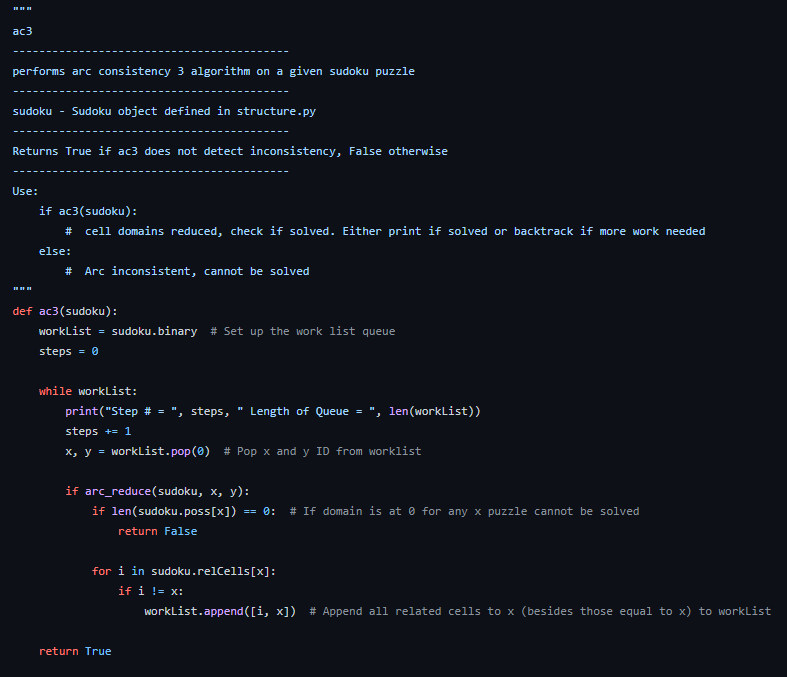 """
ac3
------------------------------------------
performs arc consistency 3 algorithm on a given sudoku puzzle
------------------------------------------
sudoku - Sudoku object defined in structure.py
------------------------------------------
Returns True if ac3 does not detect inconsistency, False otherwise
------------------------------------------
Use:
    if ac3(sudoku):
        #  cell domains reduced, check if solved. Either print if solved or backtrack if more work needed
    else:
        #  Arc inconsistent, cannot be solved
"""
def ac3(sudoku):
    workList = sudoku.binary  # Set up the work list queue
    steps = 0

    while workList:
        print("Step # = ", steps, " Length of Queue = ", len(workList))
        steps += 1
        x, y = workList.pop(0)  # Pop x and y ID from worklist

        if arc_reduce(sudoku, x, y):
            if len(sudoku.poss[x]) == 0:  # If domain is at 0 for any x puzzle cannot be solved
                return False

            for i in sudoku.relCells[x]:
                if i != x:
                    workList.append([i, x])  # Append all related cells to x (besides those equal to x) to workList

    return True